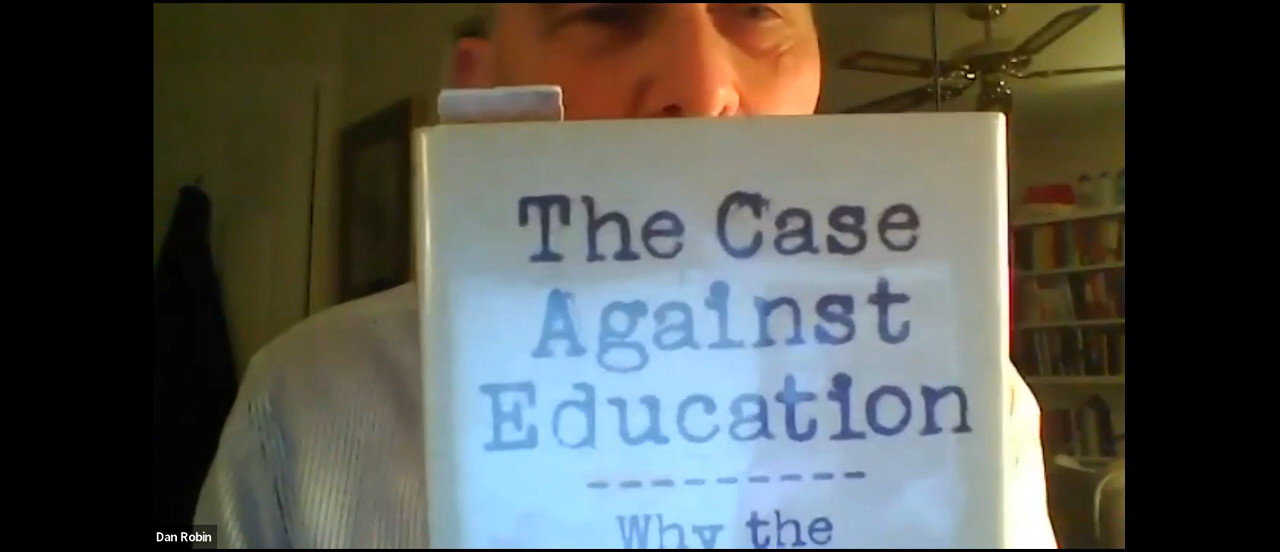 The Case
Against
Education
---------
Why the
Dan Robin